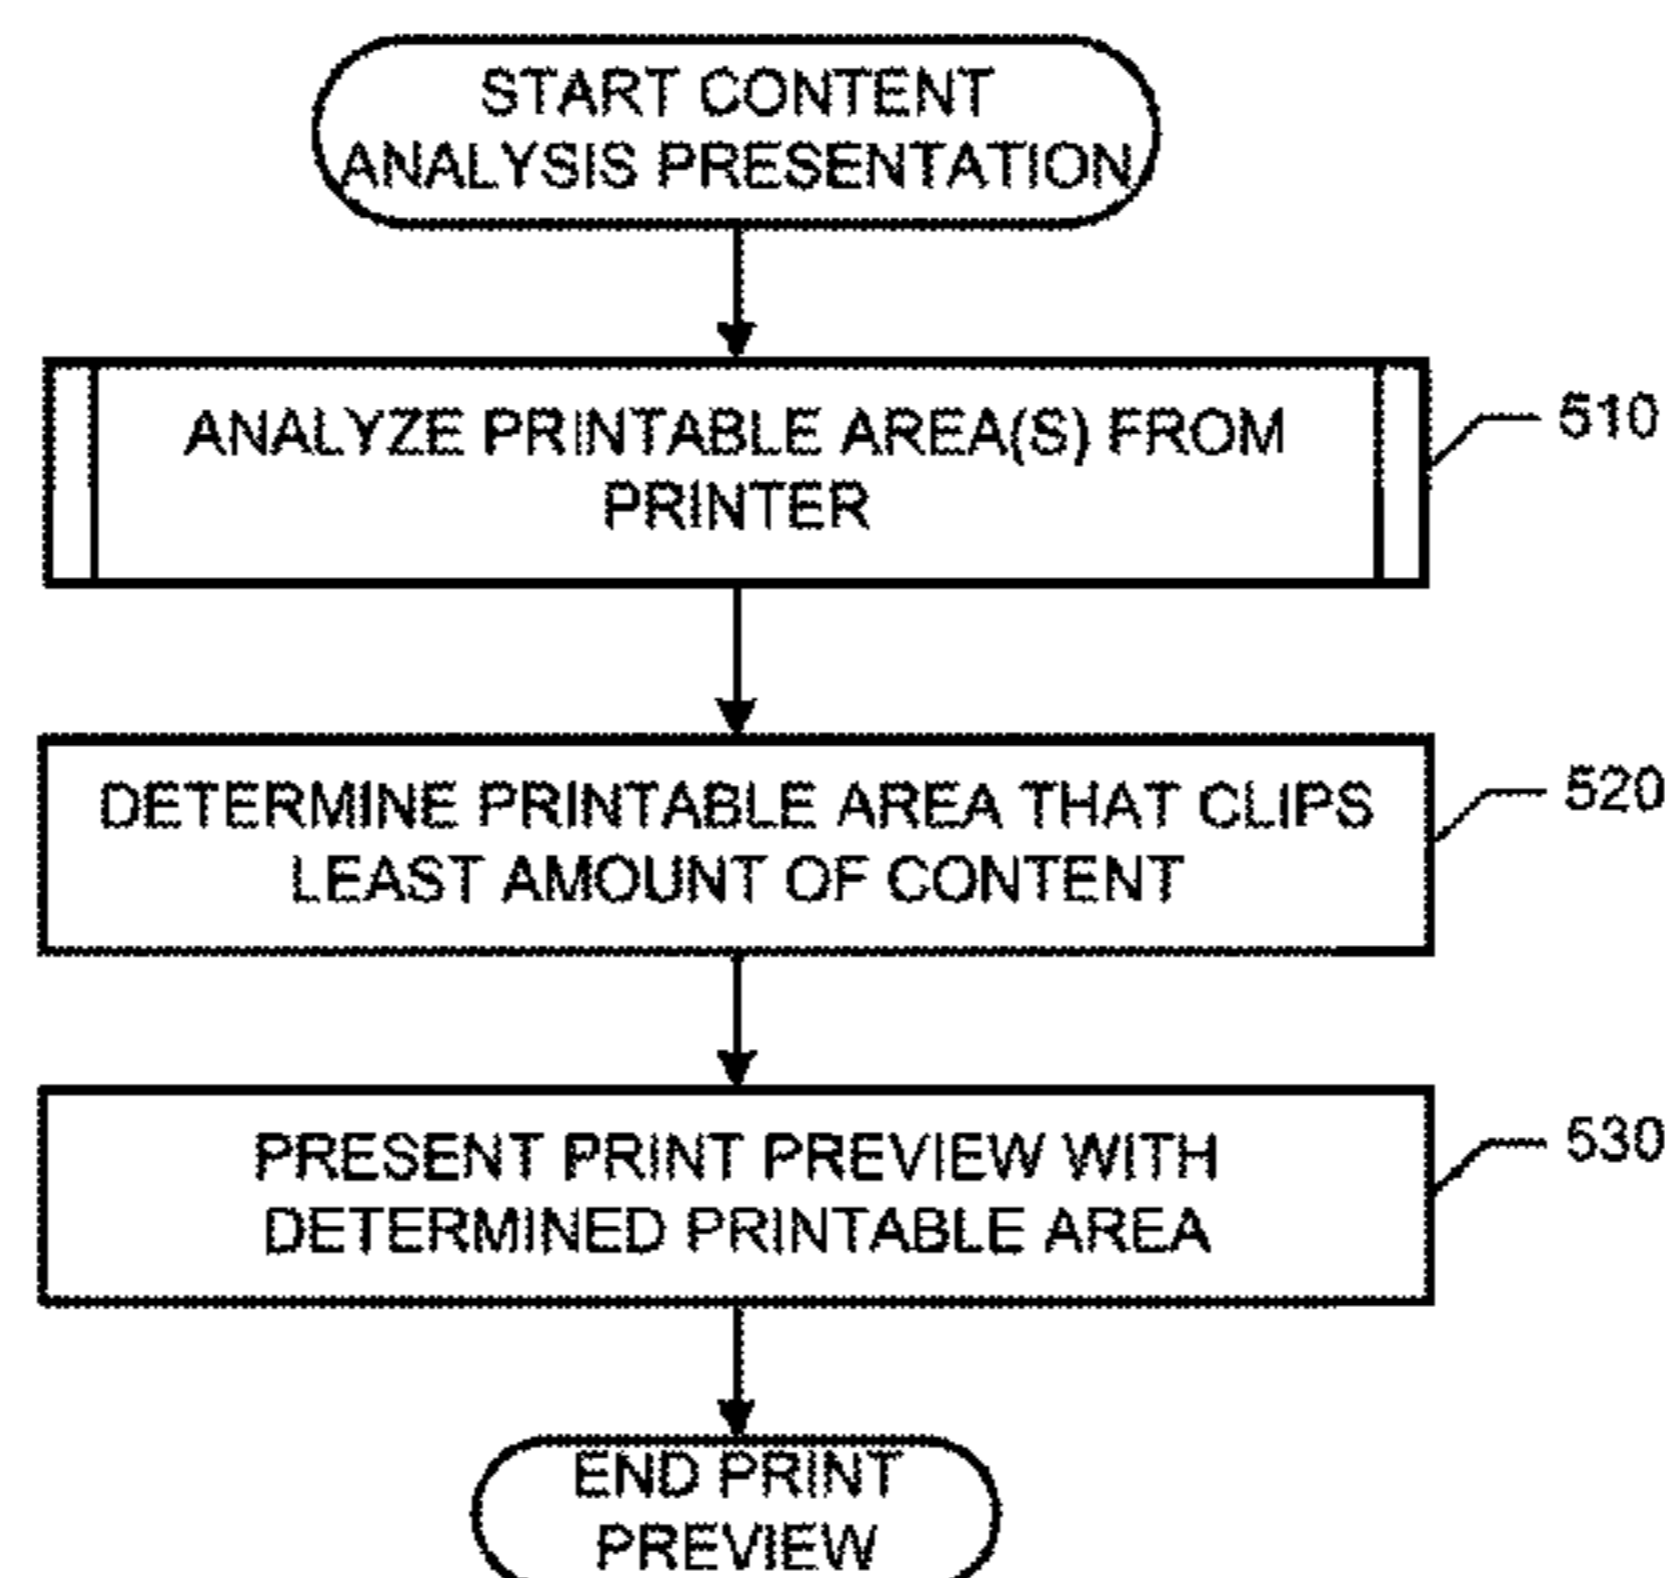 START CONTENT
ANALYSIS PRESENTATION
ANALYZE PRINTABLE AREA(S) FROM
PRINTER
510
DETERMINE PRINTABLE AREA THAT CLIPS
LEAST AMOUNT OF CONTENT
520
PRESENT PRINT PREVIEW WITH
DETERMINED PRINTABLE AREA
530
END PRINT
PREVIEW